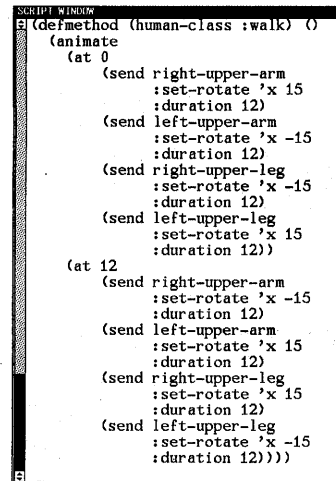 SCRIPT WINDOW
(defmethod (human-class :walk) ()
(animate
(at 0
(send right-upper-arm
:set-rotate 'x 15
:duration 12)
(send left-upper-arm
:set-rotate 'x -15
:duration 12)
(send right-upper-leg
:set-rotate 'x -15
:duration 12)
(send left-upper-leg
:set-rotate 'x 15
:duration 12))
(at 12
(send right-upper-arm
:set-rotate 'x -15
:duration 12)
(send left-upper-arm
:set-rotate 'x 15
:duration 12)
(send right-upper-leg
:set-rotate 'x 15
:duration 12)
(send left-upper-leg
:set-rotate 'x -15
:duration 12))))